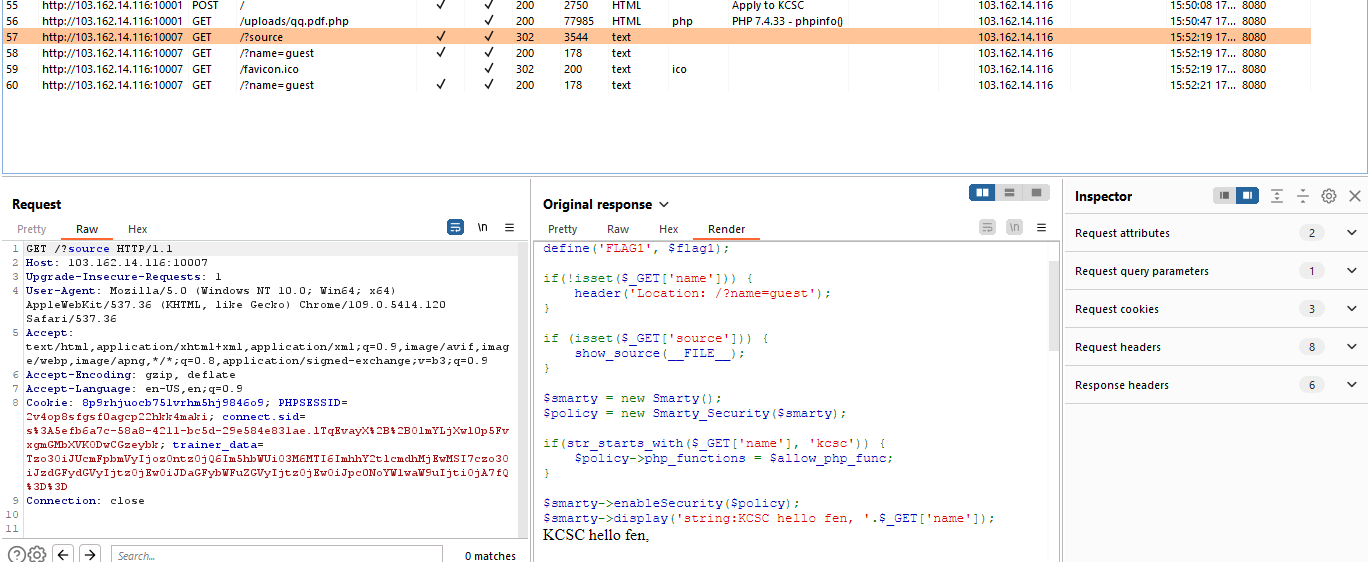 55 http://103.162.14.116:10001 POST / ✓ ✓ 200 2750 HTML Apply to KCSC 103.162.14.116 15:50:08 17... 8080
56 http://103.162.14.116:10001 GET /uploads/qq.pdf.php ✓ 200 77985 HTML php PHP 7.4.33 - phpinfo() 103.162.14.116 15:50:47 17... 8080
57 http://103.162.14.116:10007 GET /?source ✓ ✓ 302 3544 text 103.162.14.116 15:52:19 17... 8080
58 http://103.162.14.116:10007 GET /?name=guest ✓ ✓ 200 178 text 103.162.14.116 15:52:19 17... 8080
59 http://103.162.14.116:10007 GET /favicon.ico ✓ 302 200 text ico 103.162.14.116 15:52:19 17... 8080
60 http://103.162.14.116:10007 GET /?name=guest ✓ ✓ 200 178 text 103.162.14.116 15:52:21 17... 8080
Request
Pretty Raw Hex
\n
1 GET /?source HTTP/1.1
2 Host: 103.162.14.116:10007
3 Upgrade-Insecure-Requests: 1
4 User-Agent: Mozilla/5.0 (Windows NT 10.0; Win64; x64)
AppleWebKit/537.36 (KHTML, like Gecko) Chrome/109.0.5414.120
Safari/537.36
5 Accept:
text/html,application/xhtml+xml,application/xml;q=0.9,image/avif,imag
e/webp,image/apng,*/*;q=0.8,application/signed-exchange;v=b3;q=0.9
6 Accept-Encoding: gzip, deflate
7 Accept-Language: en-US,en;q=0.9
8 Cookie: 8p9rhjuocb75lvrhm5hj9846o9; PHPSESSID=
2v4op8sfgsf0agcp22hkk4maki; connect.sid=
s%3A5efb6a7c-58a8-4211-bc5d-29e584e831ae.lTqEvayX%2B%2BOlmYLjXwl0p5Fv
xgmGMbXVK0DwCGzeybk; trainer_data=
Tzo3OiJUcmFpbmVyIjozOntzOjQ6Im5hbWUiO3M6MTI6ImhhY2tlcmdhMjEwMSI7czo3O
iJzdGFydGVyIjtzOjEwOiJDaGFybWFuZGVyIjtzOjEwOiJpc0NoYW1waW9uIjtiOjA7fQ
%3D%3D
9 Connection: close
10
11
Search...
0 matches
Original response
Pretty Raw Hex Render
\n
define('FLAG1', $flag1);
if(!isset($_GET['name'])) {
header('Location: /?name=guest');
}
if (isset($_GET['source'])) {
show_source(__FILE__);
}
$smarty = new Smarty();
$policy = new Smarty_Security($smarty);
if(str_starts_with($_GET['name'], 'kcsc')) {
$policy->php_functions = $allow_php_func;
}
$smarty->enableSecurity($policy);
$smarty->display('string:KCSC hello fen, '.$_GET['name']);
KCSC hello fen,
Inspector
Request attributes 2
Request query parameters 1
Request cookies 3
Request headers 8
Response headers 6